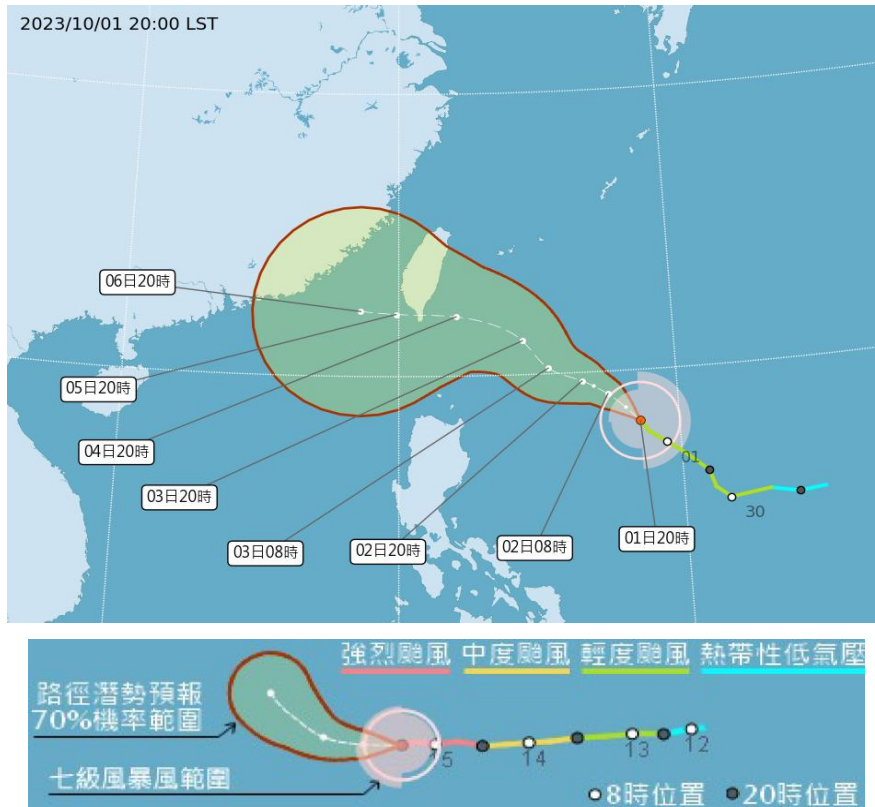 2023/10/01 20:00 LST
06日20時
05日20時
04日20時
03日20時
03日08時
02日20時
02日08時
01日20時
01
30
強烈颱風 中度颱風 輕度颱風 熱帶性低氣壓
路徑潛勢預報
70%機率範圍
七級風暴風範圍
15
14
13
12
8時位置 20時位置